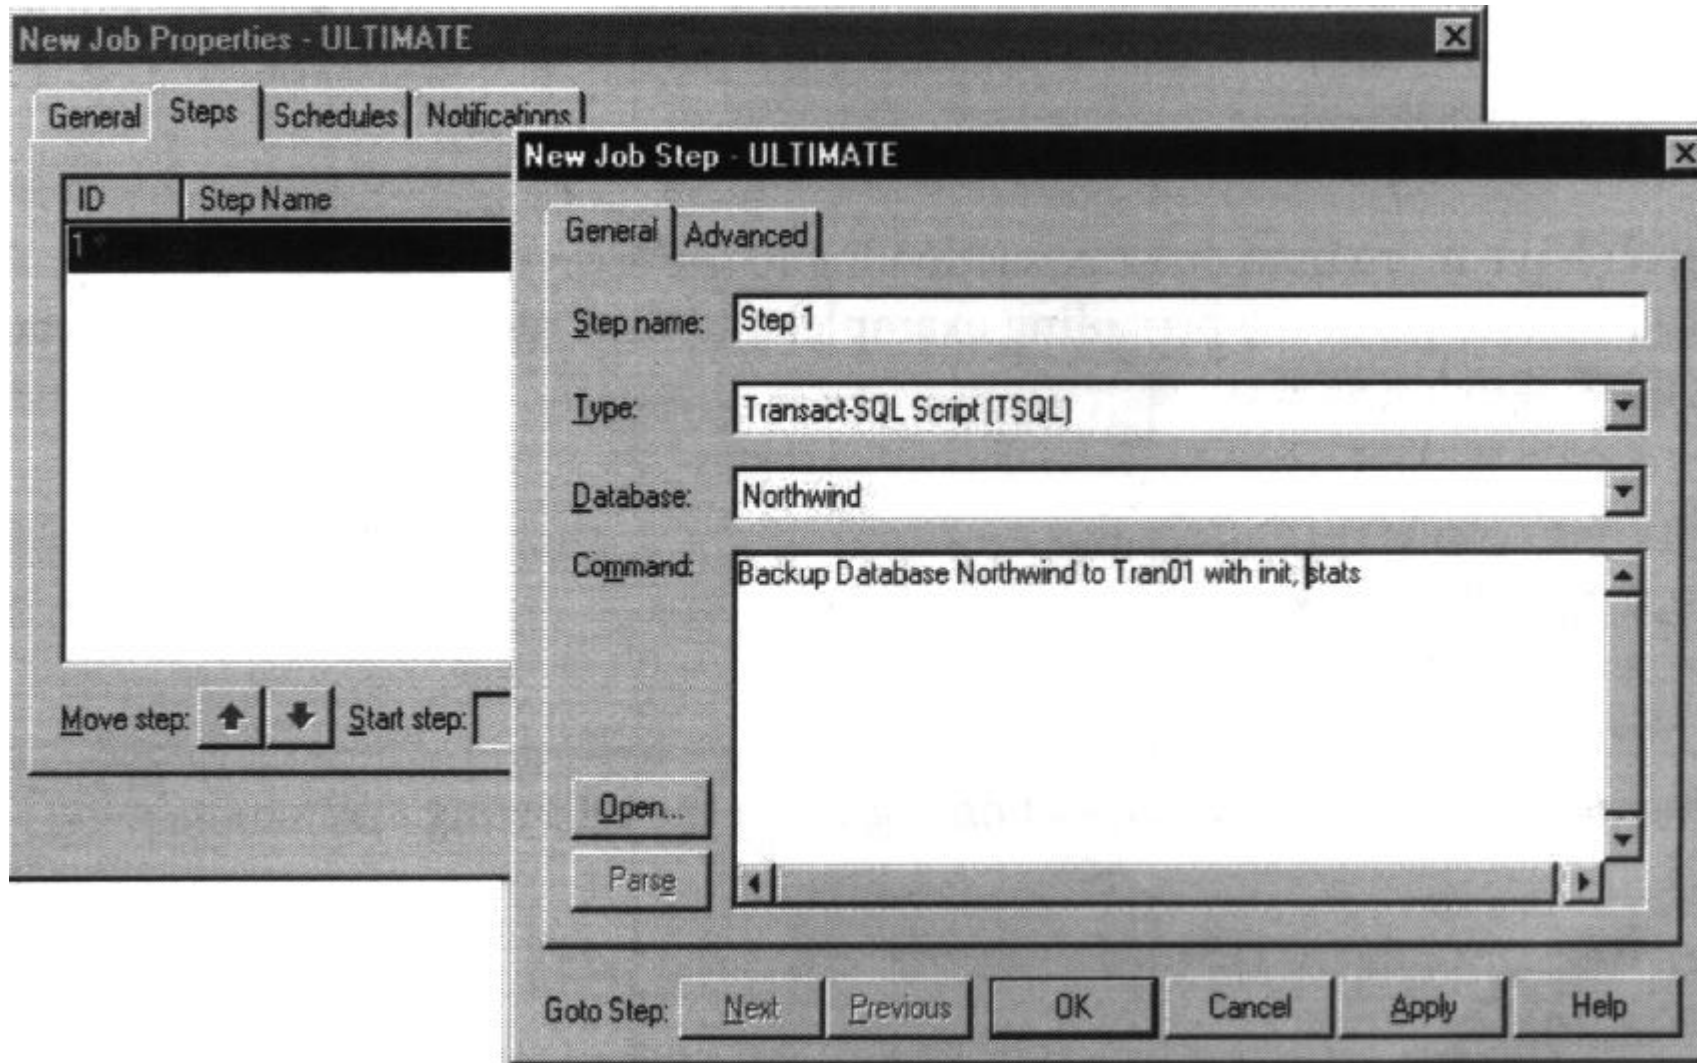 New Job Properties - ULTIMATE
General Steps Schedules Notifications
ID Step Name
1 *
Move step: Start step:
New Job Step - ULTIMATE
General Advanced
Step name: Step 1
Type: Transact-SQL Script (TSQL)
Database: Northwind
Command: Backup Database Northwind to Tran01 with init, stats
Open...
Parse
Goto Step: Next Previous OK Cancel Apply Help